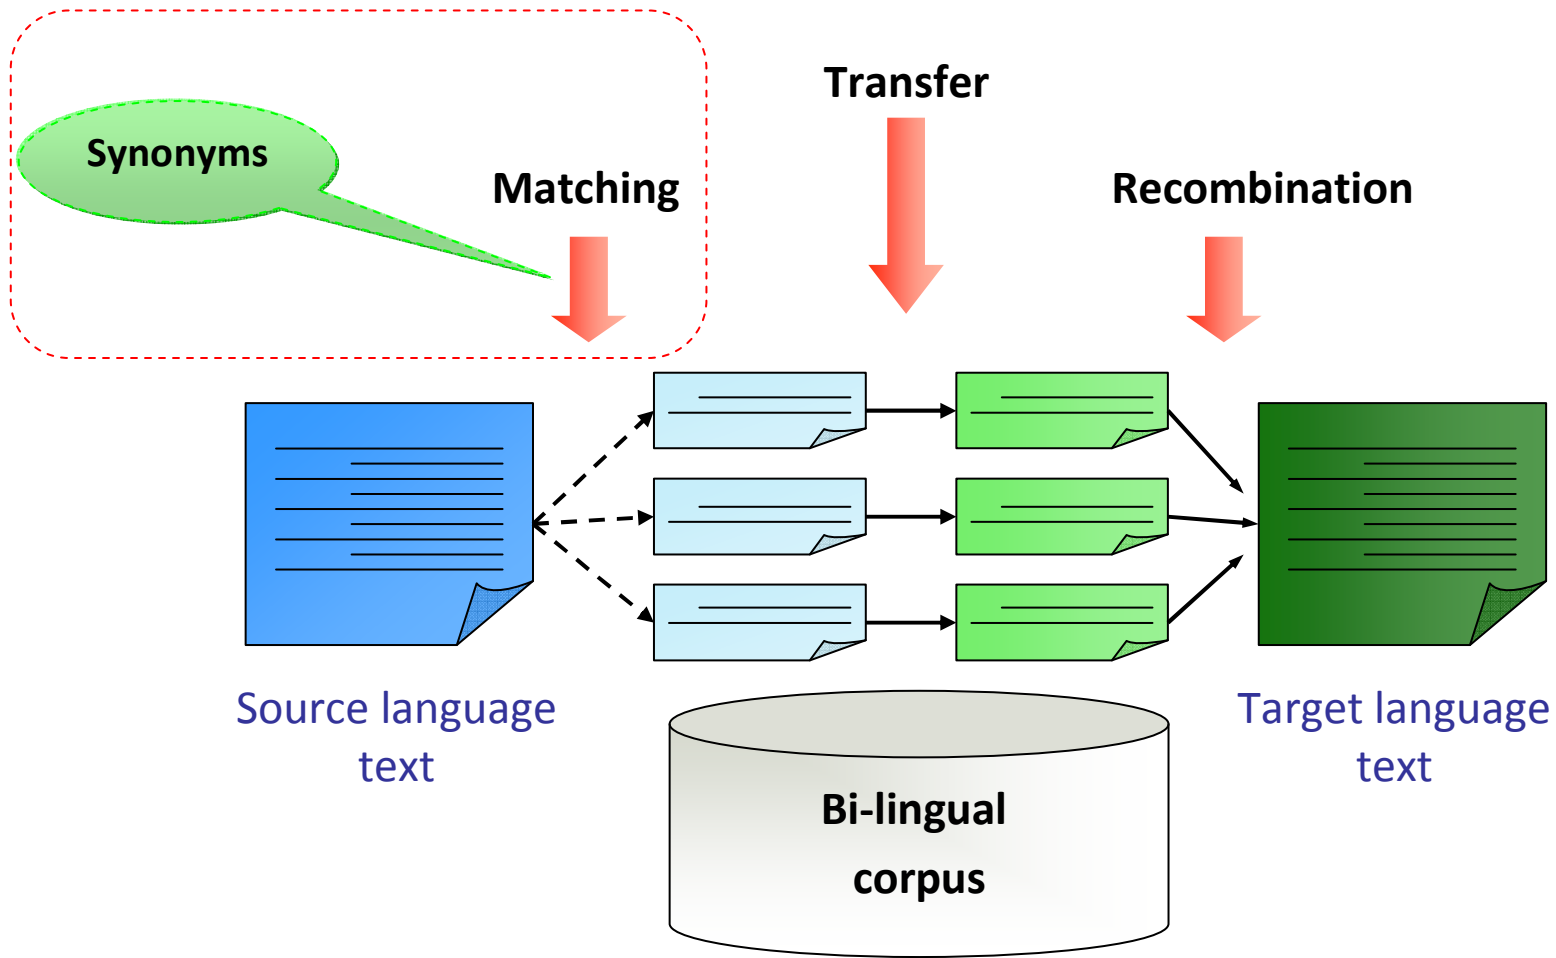 Transfer
Synonyms
Matching
Recombination
Source language
text
Target language
text
Bi-lingual
corpus